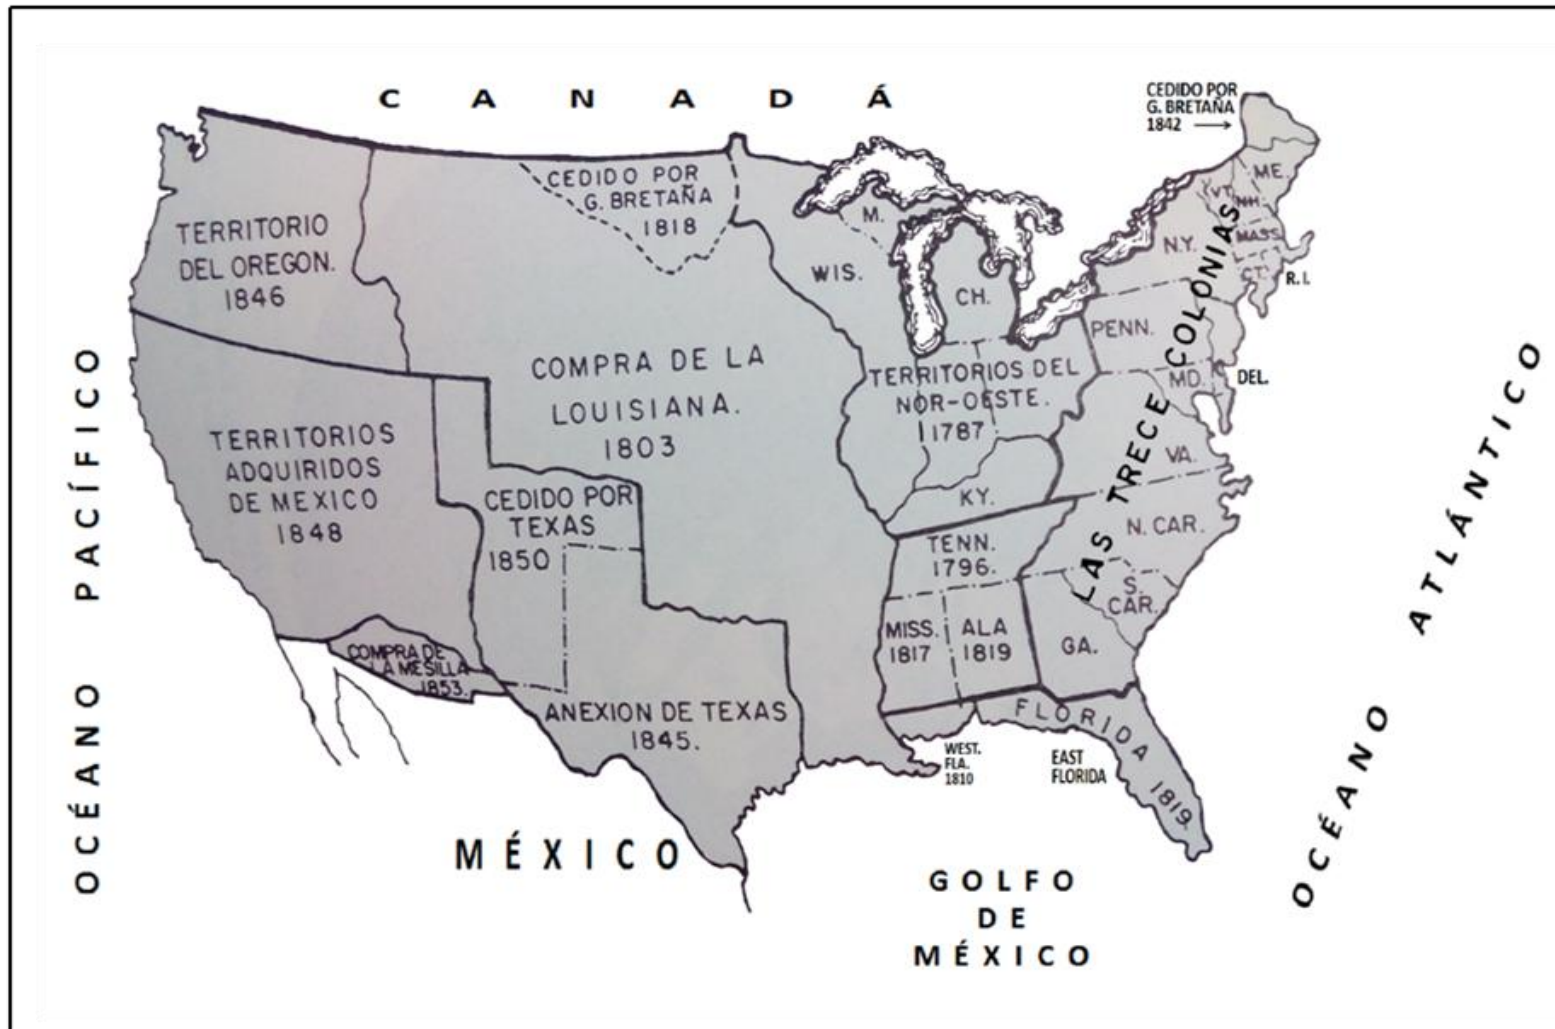 CANADÁ
CEDIDO POR
G. BRETAÑA
1842
TERRITORIO
DEL OREGON.
1846
CEDIDO POR
G. BRETAÑA
1818
M.
WIS.
CH.
ME.
VT.
NH.
N.Y.
MASS.
CT.
R.I.
PENN.
MD.
DEL.
VA.
N. CAR.
S.
CAR.
GA.
LAS TRECE COLONIAS
COMPRA DE LA
LOUISIANA.
1803
TERRITORIOS DEL
NOR-OESTE.
1787
KY.
TERRITORIOS
ADQUIRIDOS
DE MEXICO
1848
CEDIDO POR
TEXAS
1850
TENN.
1796.
MISS.
1817
ALA
1819
COMPRA DE
LA MESILLA
1853.
ANEXION DE TEXAS
1845.
FLORIDA 1819.
WEST.
FLA.
1810
EAST
FLORIDA
OCÉANO PACÍFICO
OCÉANO ATLÁNTICO
MÉXICO
GOLFO
DE
MÉXICO